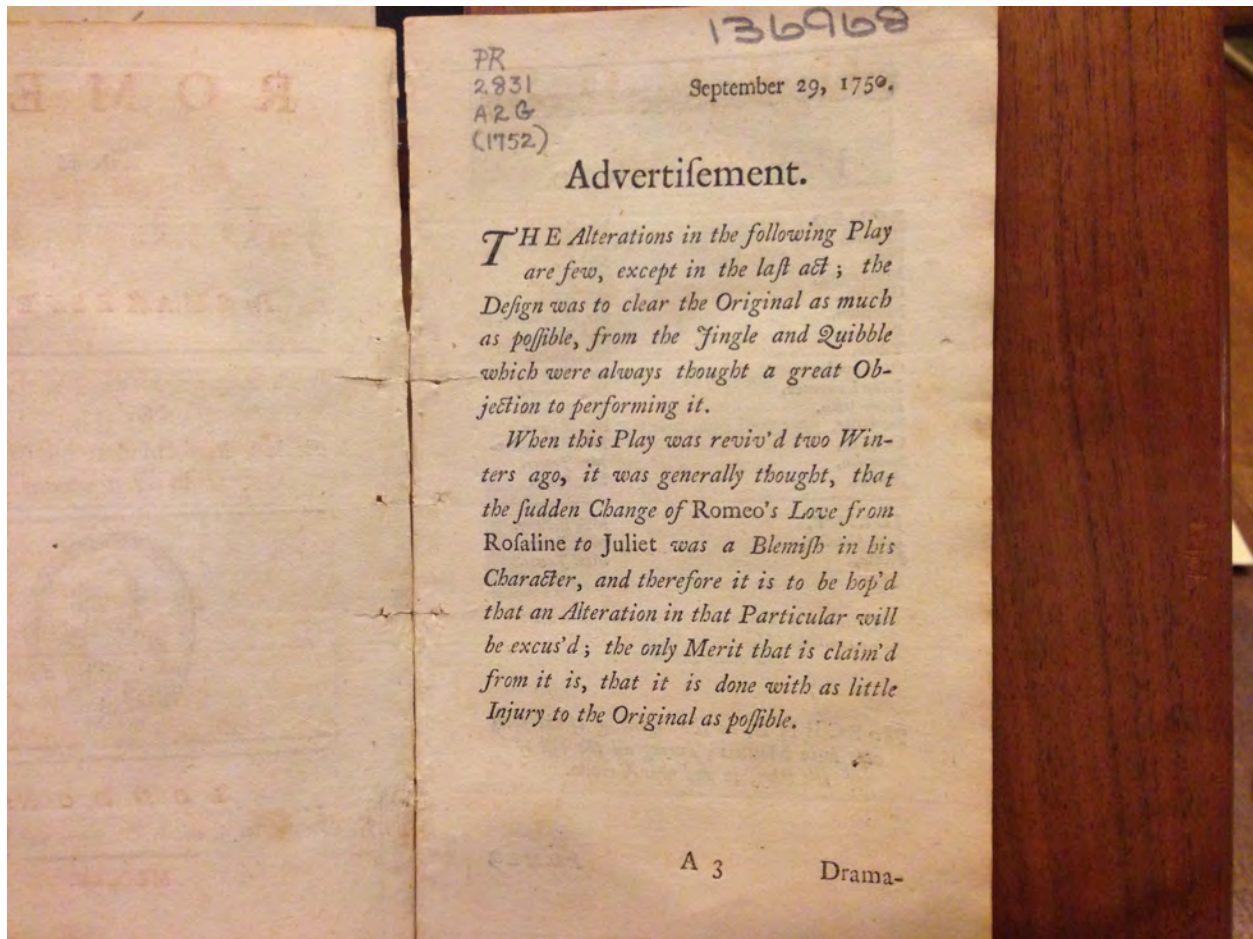 136968
PR
2831
A2G
(1752)
September 29, 1750.
Advertiſement.
THE Alterations in the following Play
are few, except in the laſt act ; the
Deſign was to clear the Original as much
as poſſible, from the Jingle and Quibble
which were always thought a great Ob-
jection to performing it.
When this Play was reviv'd two Win-
ters ago, it was generally thought, that
the ſudden Change of Romeo's Love from
Roſaline to Juliet was a Blemiſh in his
Character, and therefore it is to be hop'd
that an Alteration in that Particular will
be excus'd ; the only Merit that is claim'd
from it is, that it is done with as little
Injury to the Original as poſſible.
A 3 Drama-